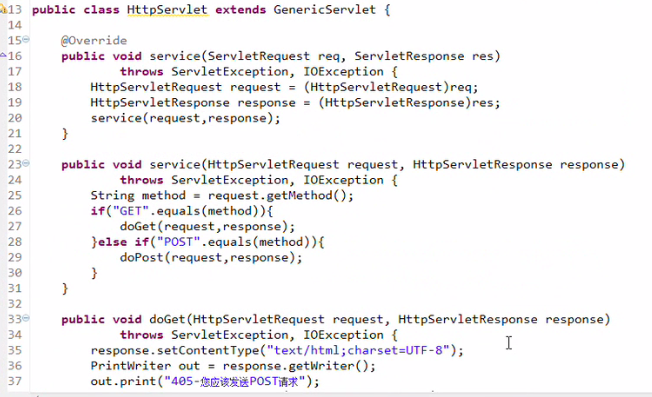 13 public class HttpServlet extends GenericServlet {
14
15 @Override
16 public void service(ServletRequest req, ServletResponse res)
17 throws ServletException, IOException {
18 HttpServletRequest request = (HttpServletRequest)req;
19 HttpServletResponse response = (HttpServletResponse)res;
20 service(request,response);
21 }
22
23 public void service(HttpServletRequest request, HttpServletResponse response)
24 throws ServletException, IOException {
25 String method = request.getMethod();
26 if("GET".equals(method)){
27 doGet(request,response);
28 }else if("POST".equals(method)){
29 doPost(request,response);
30 }
31 }
32
33 public void doGet(HttpServletRequest request, HttpServletResponse response)
34 throws ServletException, IOException {
35 response.setContentType("text/html;charset=UTF-8");
36 PrintWriter out = response.getWriter();
37 out.print("405-您应该发送POST请求");